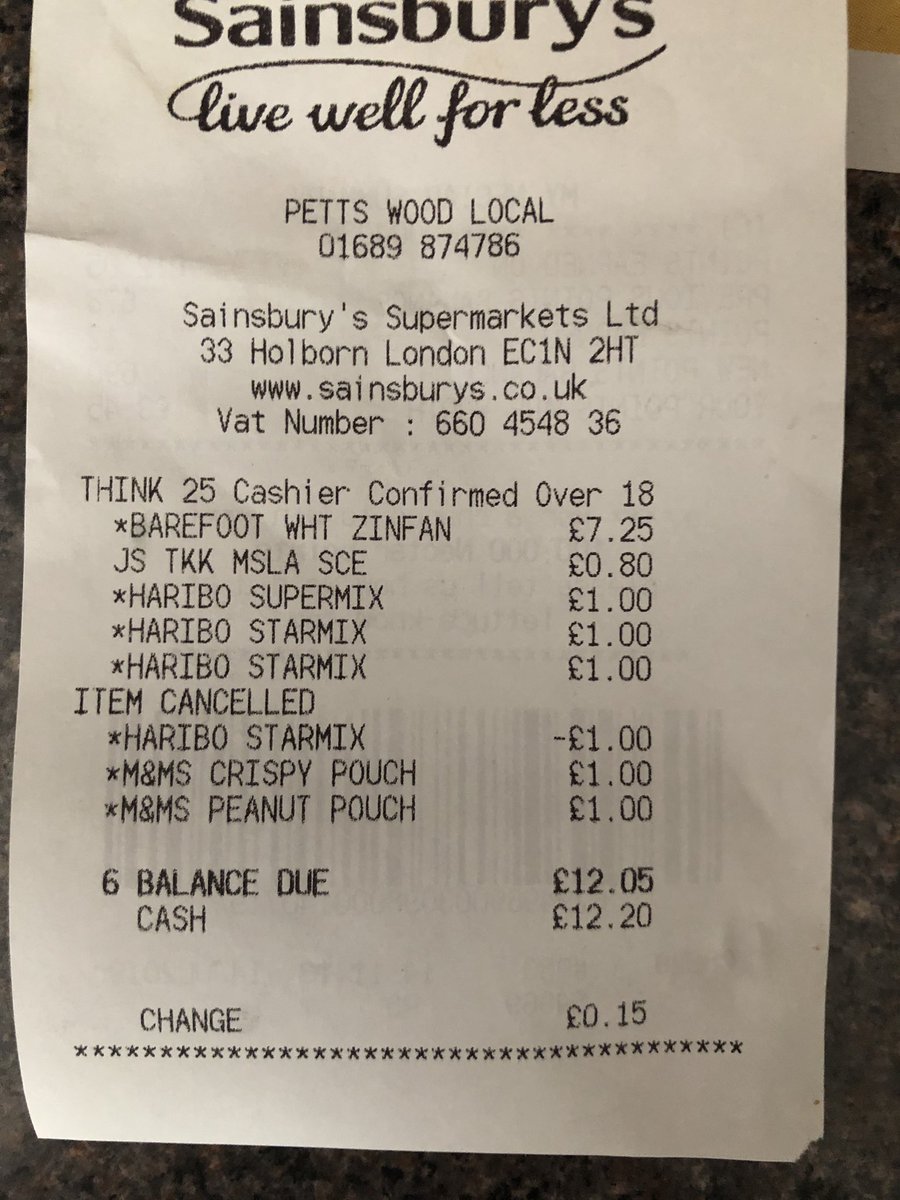 Sainsbury's
live well for less
PETTS WOOD LOCAL
01689 874786
Sainsbury's Supermarkets Ltd
33 Holborn London EC1N 2HT
www.sainsburys.co.uk
Vat Number : 660 4548 36
THINK 25 Cashier Confirmed Over 18
*BAREFOOT WHT ZINFAN £7.25
JS TKK MSLA SCE £0.80
*HARIBO SUPERMIX £1.00
*HARIBO STARMIX £1.00
*HARIBO STARMIX £1.00
ITEM CANCELLED
*HARIBO STARMIX -£1.00
*M&MS CRISPY POUCH £1.00
*M&MS PEANUT POUCH £1.00
6 BALANCE DUE £12.05
CASH £12.20
CHANGE £0.15
***************************************